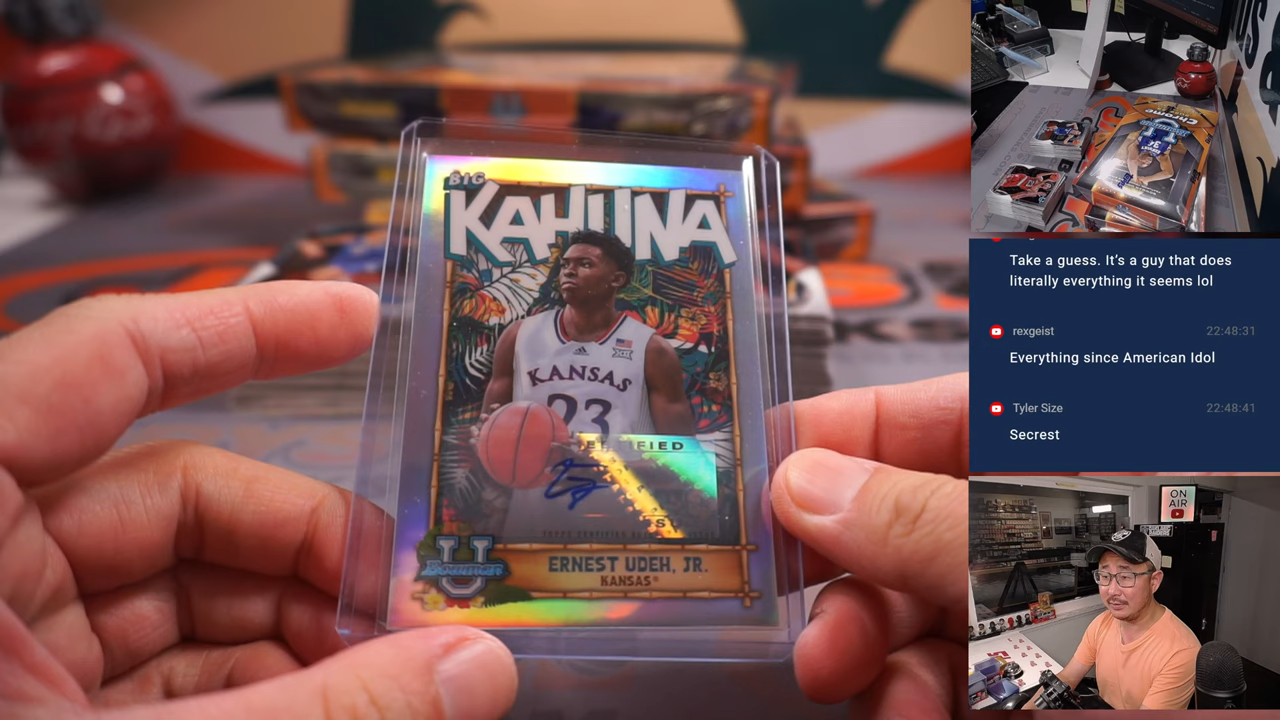 BIG
KAHUNA
KANSAS
23
Bowman
ERNEST UDEH, JR.
KANSAS
Chrome
Take a guess. It's a guy that does
literally everything it seems lol
rexgeist
22:48:31
Everything since American Idol
Tyler Size
22:48:41
Secrest
ON
AIR